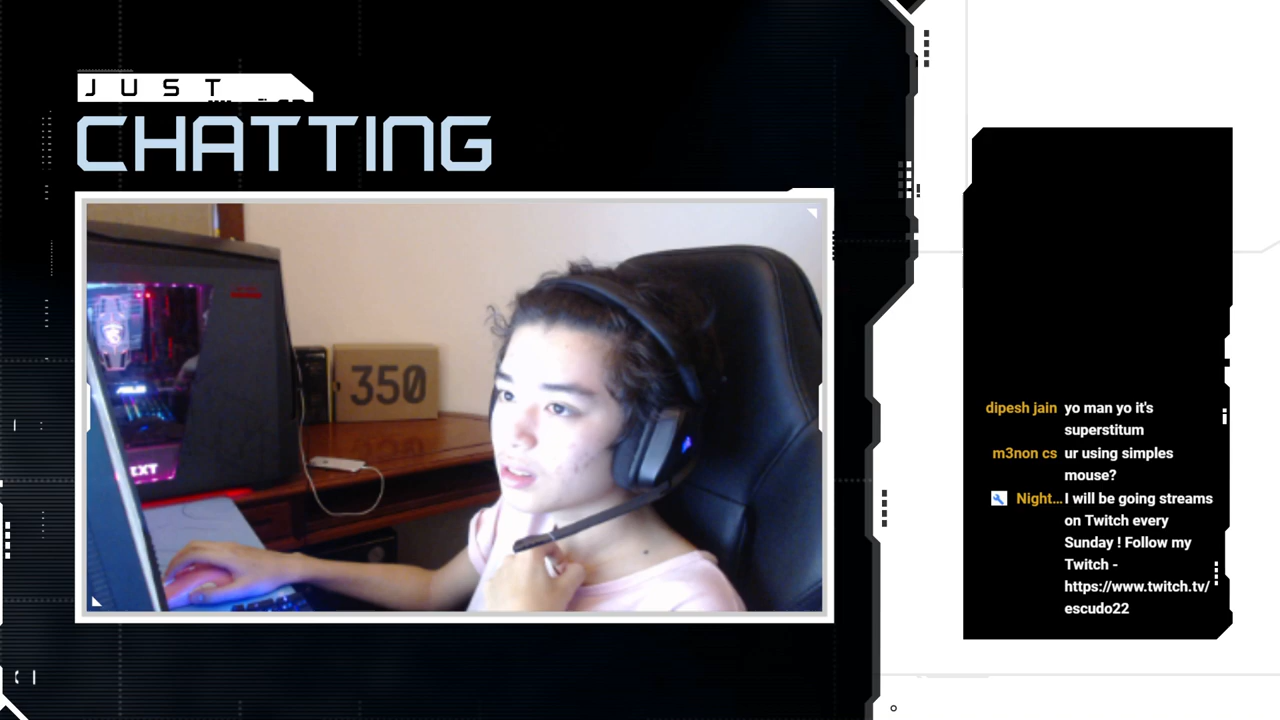 JUST
CHATTING
350
dipesh jain yo man yo it's
superstitum
m3non cs ur using simples
mouse?
Night... I will be going streams
on Twitch every
Sunday ! Follow my
Twitch -
https://www.twitch.tv/
escudo22